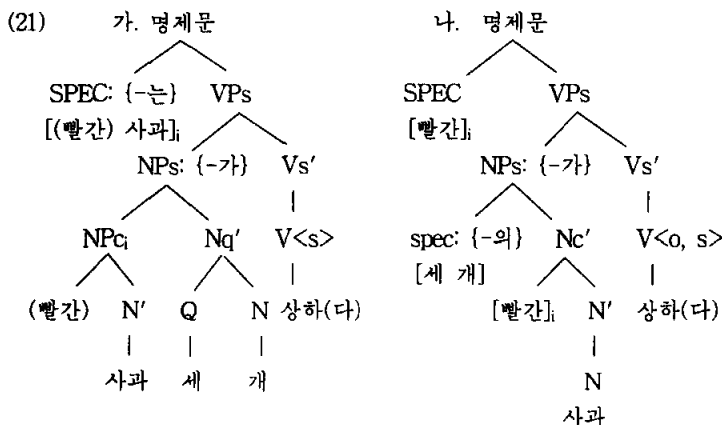 (21) 가. 명제문 나. 명제문
SPEC: {-는} VPs SPEC VPs
[(빨간) 사과]i [빨간]i
NPs: {-가} Vs′ NPs: {-가} Vs′
NPci Nq′ V<s> spec: {-의} Nc′ V<o, s>
[세 개]
(빨간) N′ Q N 상하(다) [빨간]i N′ 상하(다)
사과 세 개 N
사과